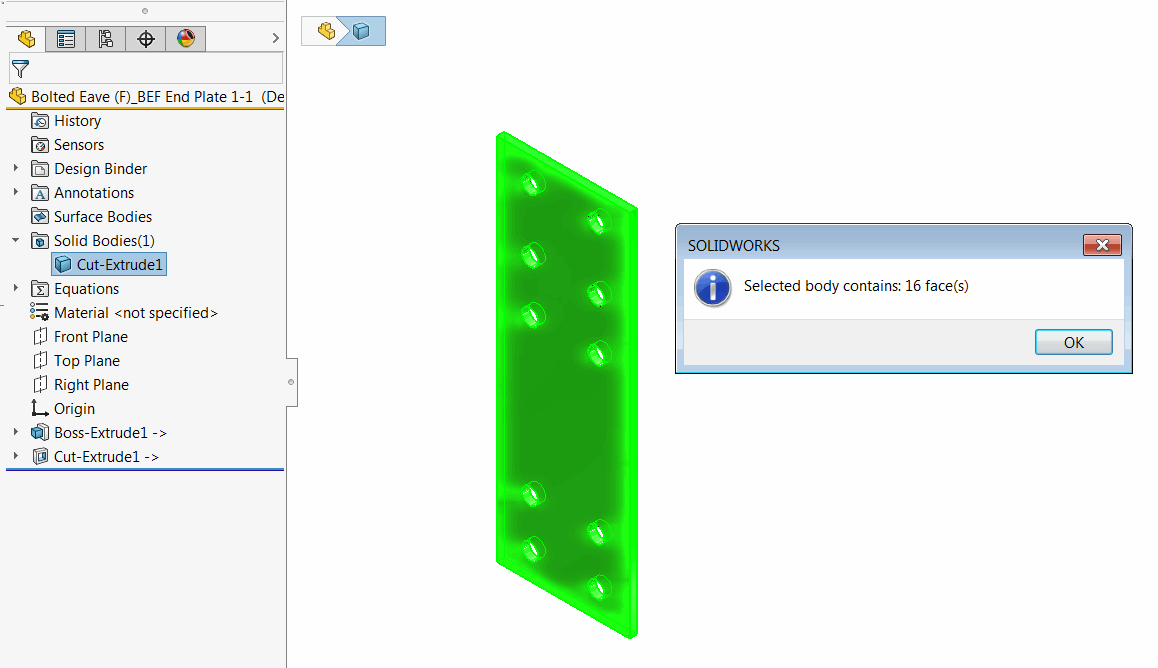 Bolted Eave (F)_BEF End Plate 1-1 (De
History
Sensors
Design Binder
A Annotations
Surface Bodies
Solid Bodies(1)
Cut-Extrude1
Σ Equations
Material <not specified>
Front Plane
Top Plane
Right Plane
Origin
Boss-Extrude1 ->
Cut-Extrude1 ->
SOLIDWORKS
Selected body contains: 16 face(s)
OK